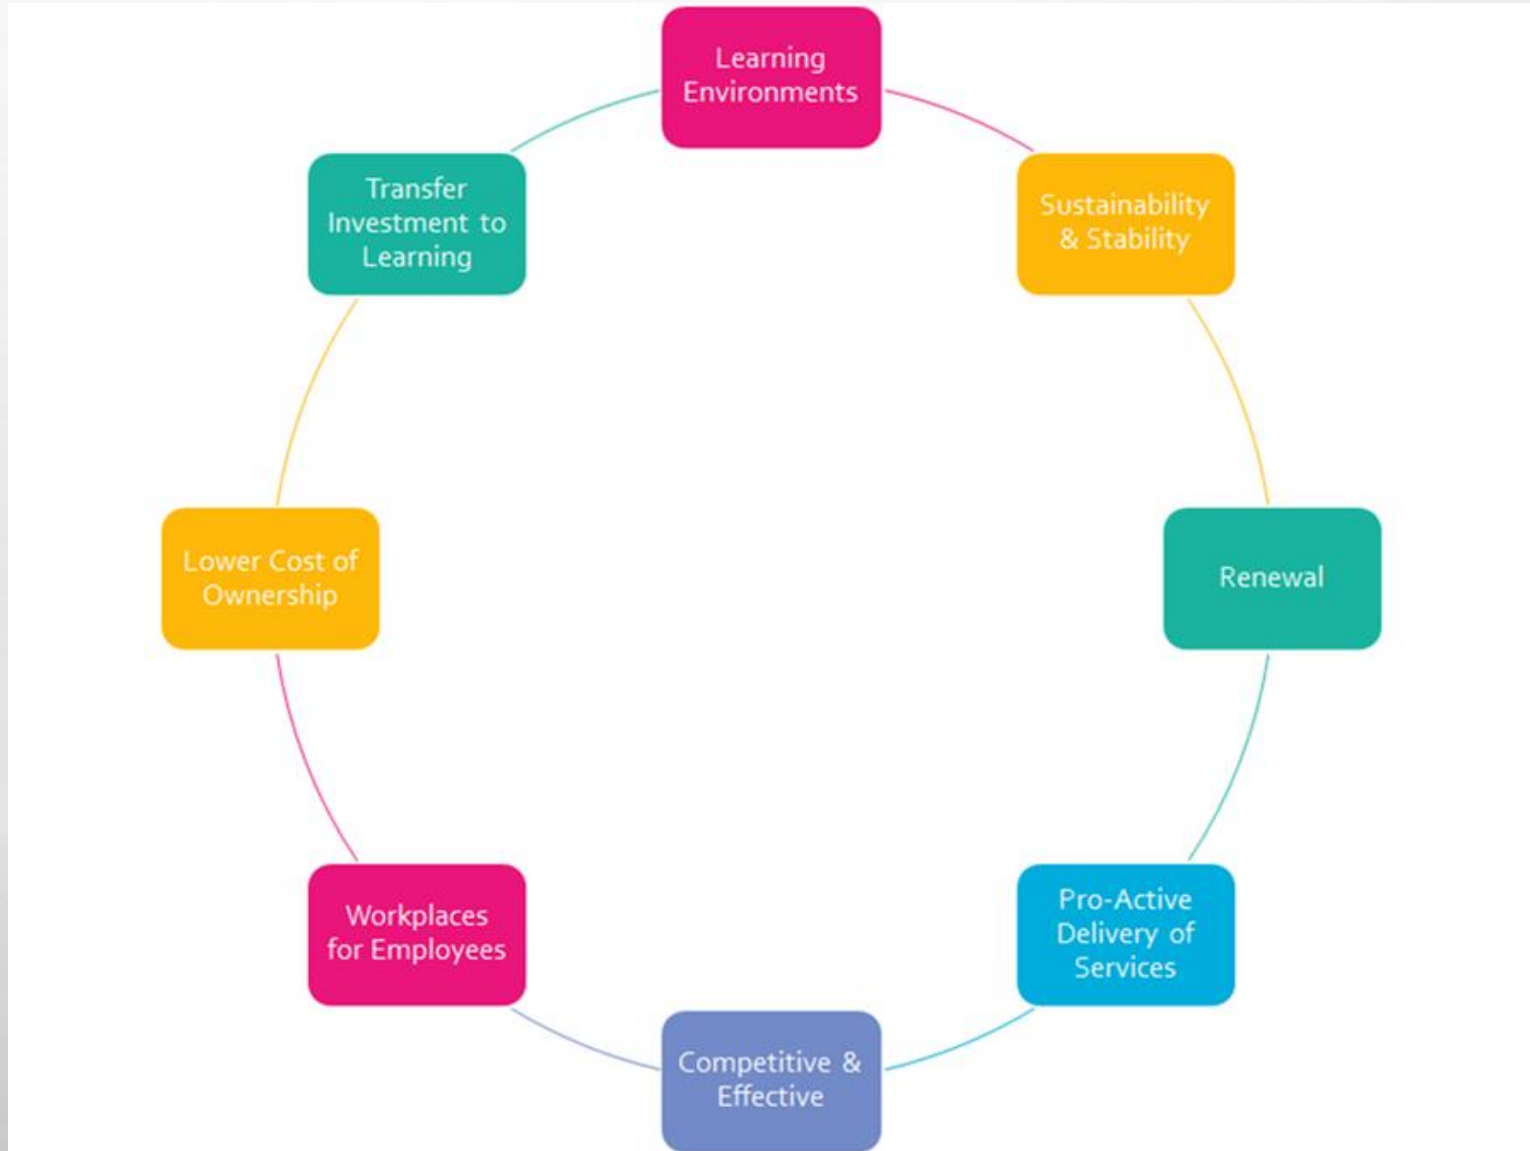 Learning
Environments
Sustainability
& Stability
Renewal
Pro-Active
Delivery of
Services
Competitive &
Effective
Workplaces
for Employees
Lower Cost of
Ownership
Transfer
Investment to
Learning